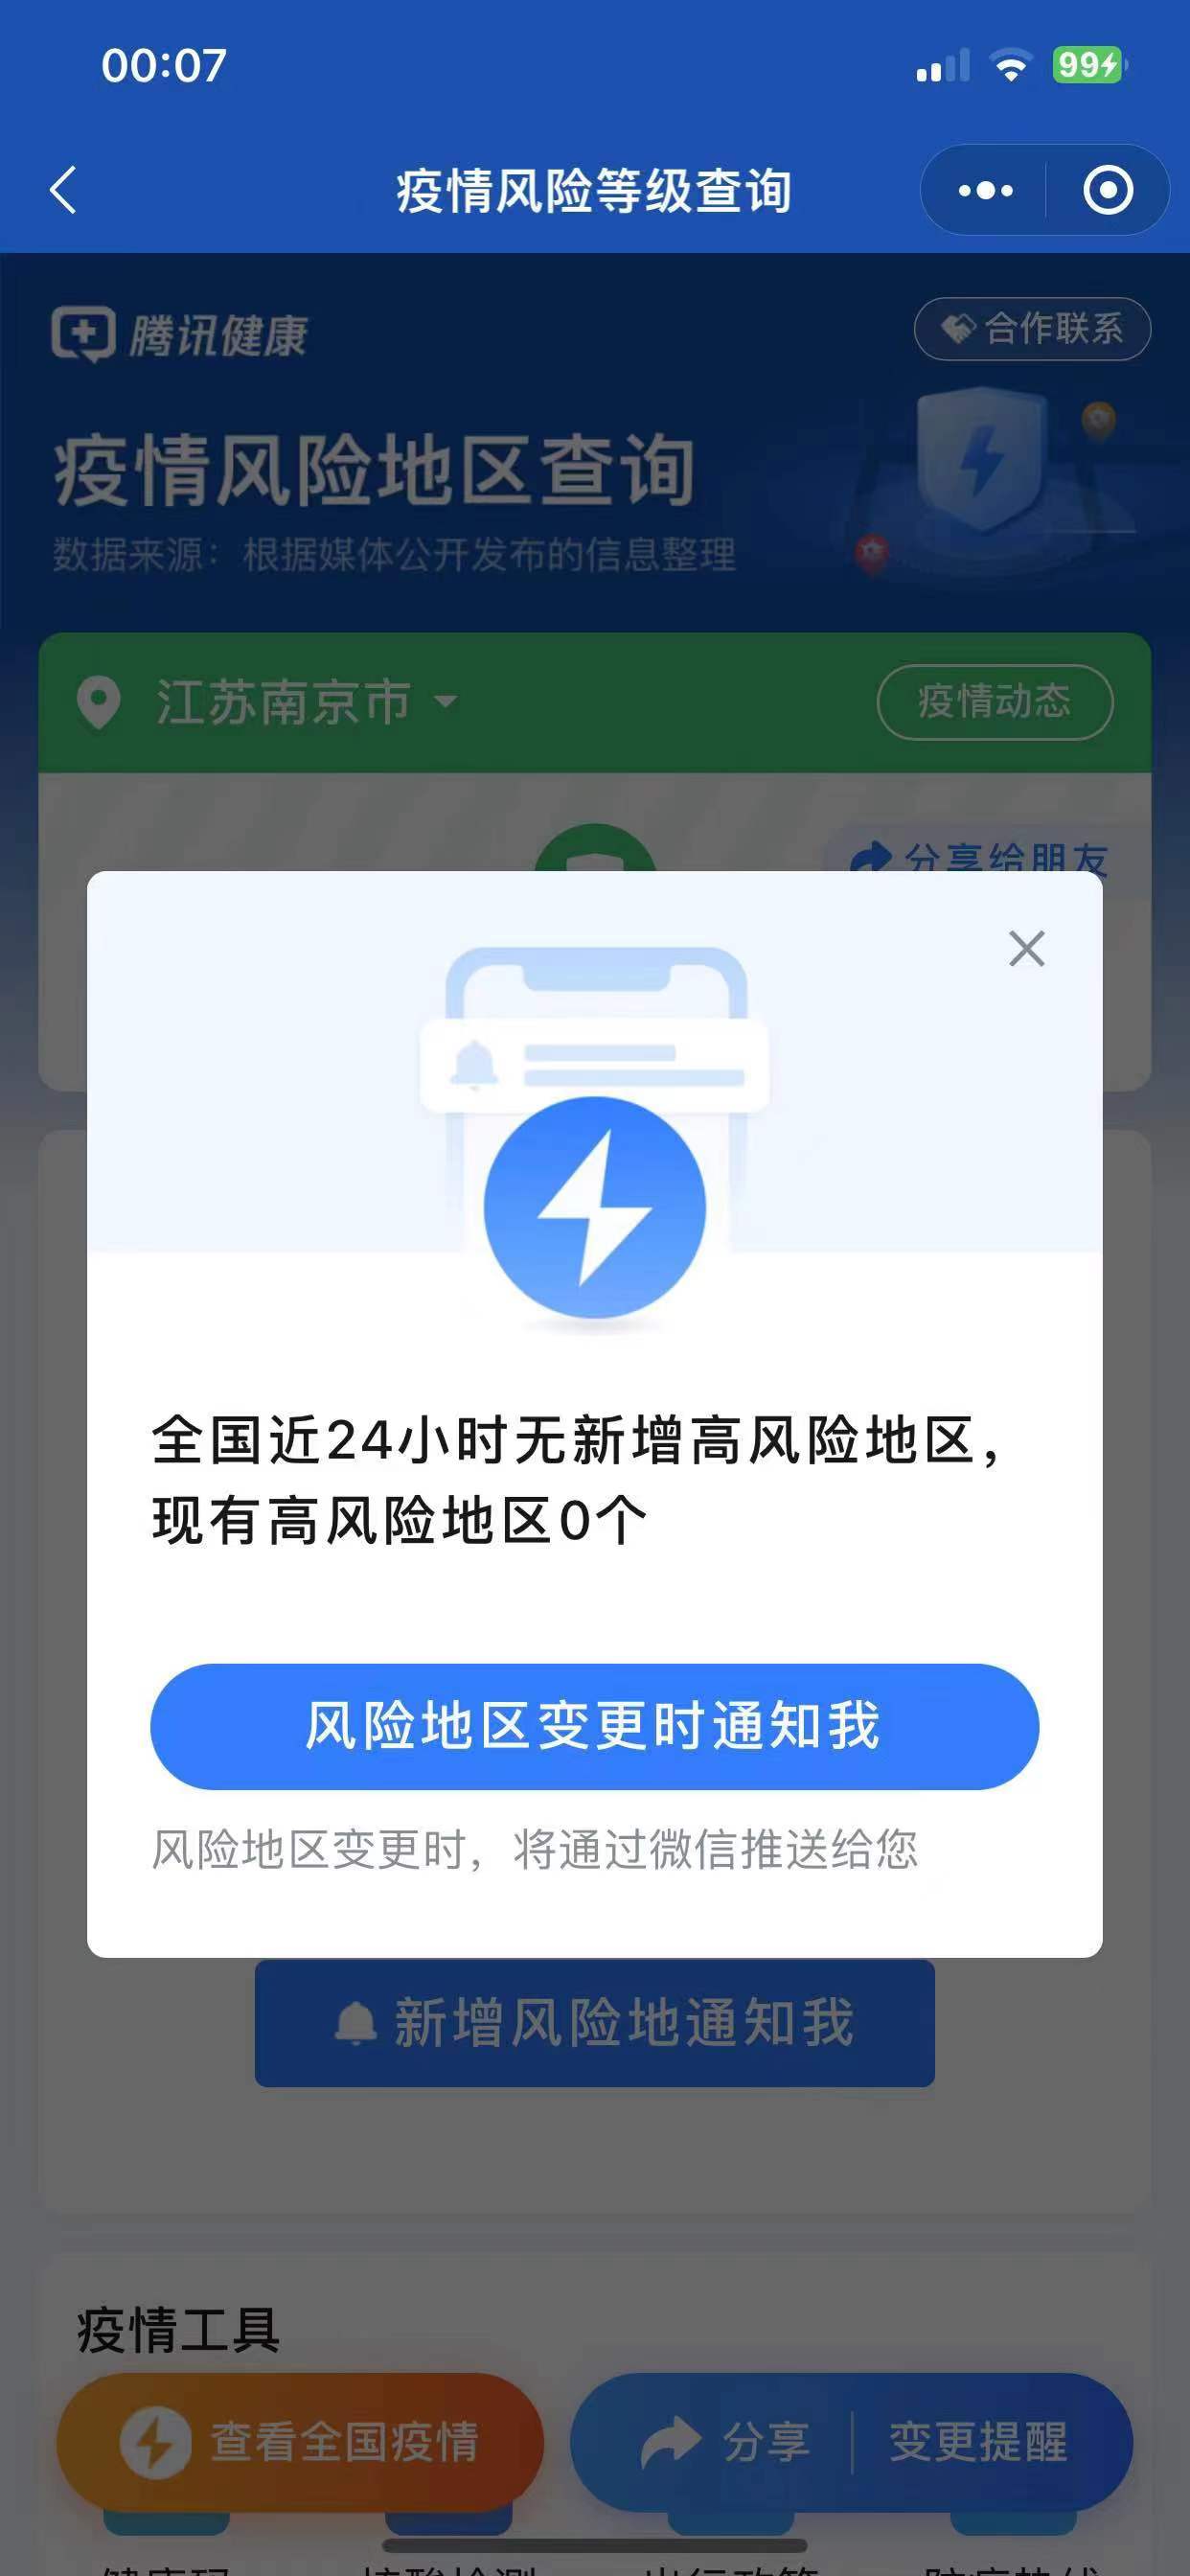 00:07
99
疫情风险等级查询
腾讯健康
合作联系
疫情风险地区查询
数据来源：根据媒体公开发布的信息整理
江苏南京市
疫情动态
分享给朋友
全国近24小时无新增高风险地区，
现有高风险地区0个
风险地区变更时通知我
风险地区变更时，将通过微信推送给您
新增风险地通知我
疫情工具
查看全国疫情
分享
变更提醒